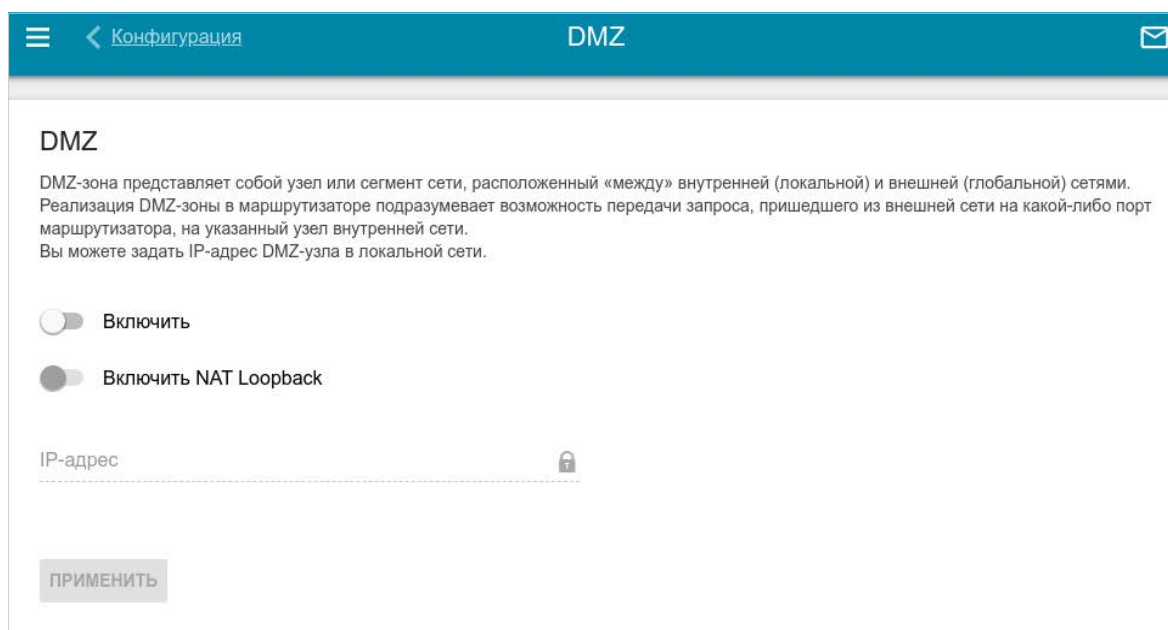 Конфигурация
DMZ
DMZ
DMZ-зона представляет собой узел или сегмент сети, расположенный «между» внутренней (локальной) и внешней (глобальной) сетями.
Реализация DMZ-зоны в маршрутизаторе подразумевает возможность передачи запроса, пришедшего из внешней сети на какой-либо порт
маршрутизатора, на указанный узел внутренней сети.
Вы можете задать IP-адрес DMZ-узла в локальной сети.
Включить
Включить NAT Loopback
IP-адрес
ПРИМЕНИТЬ